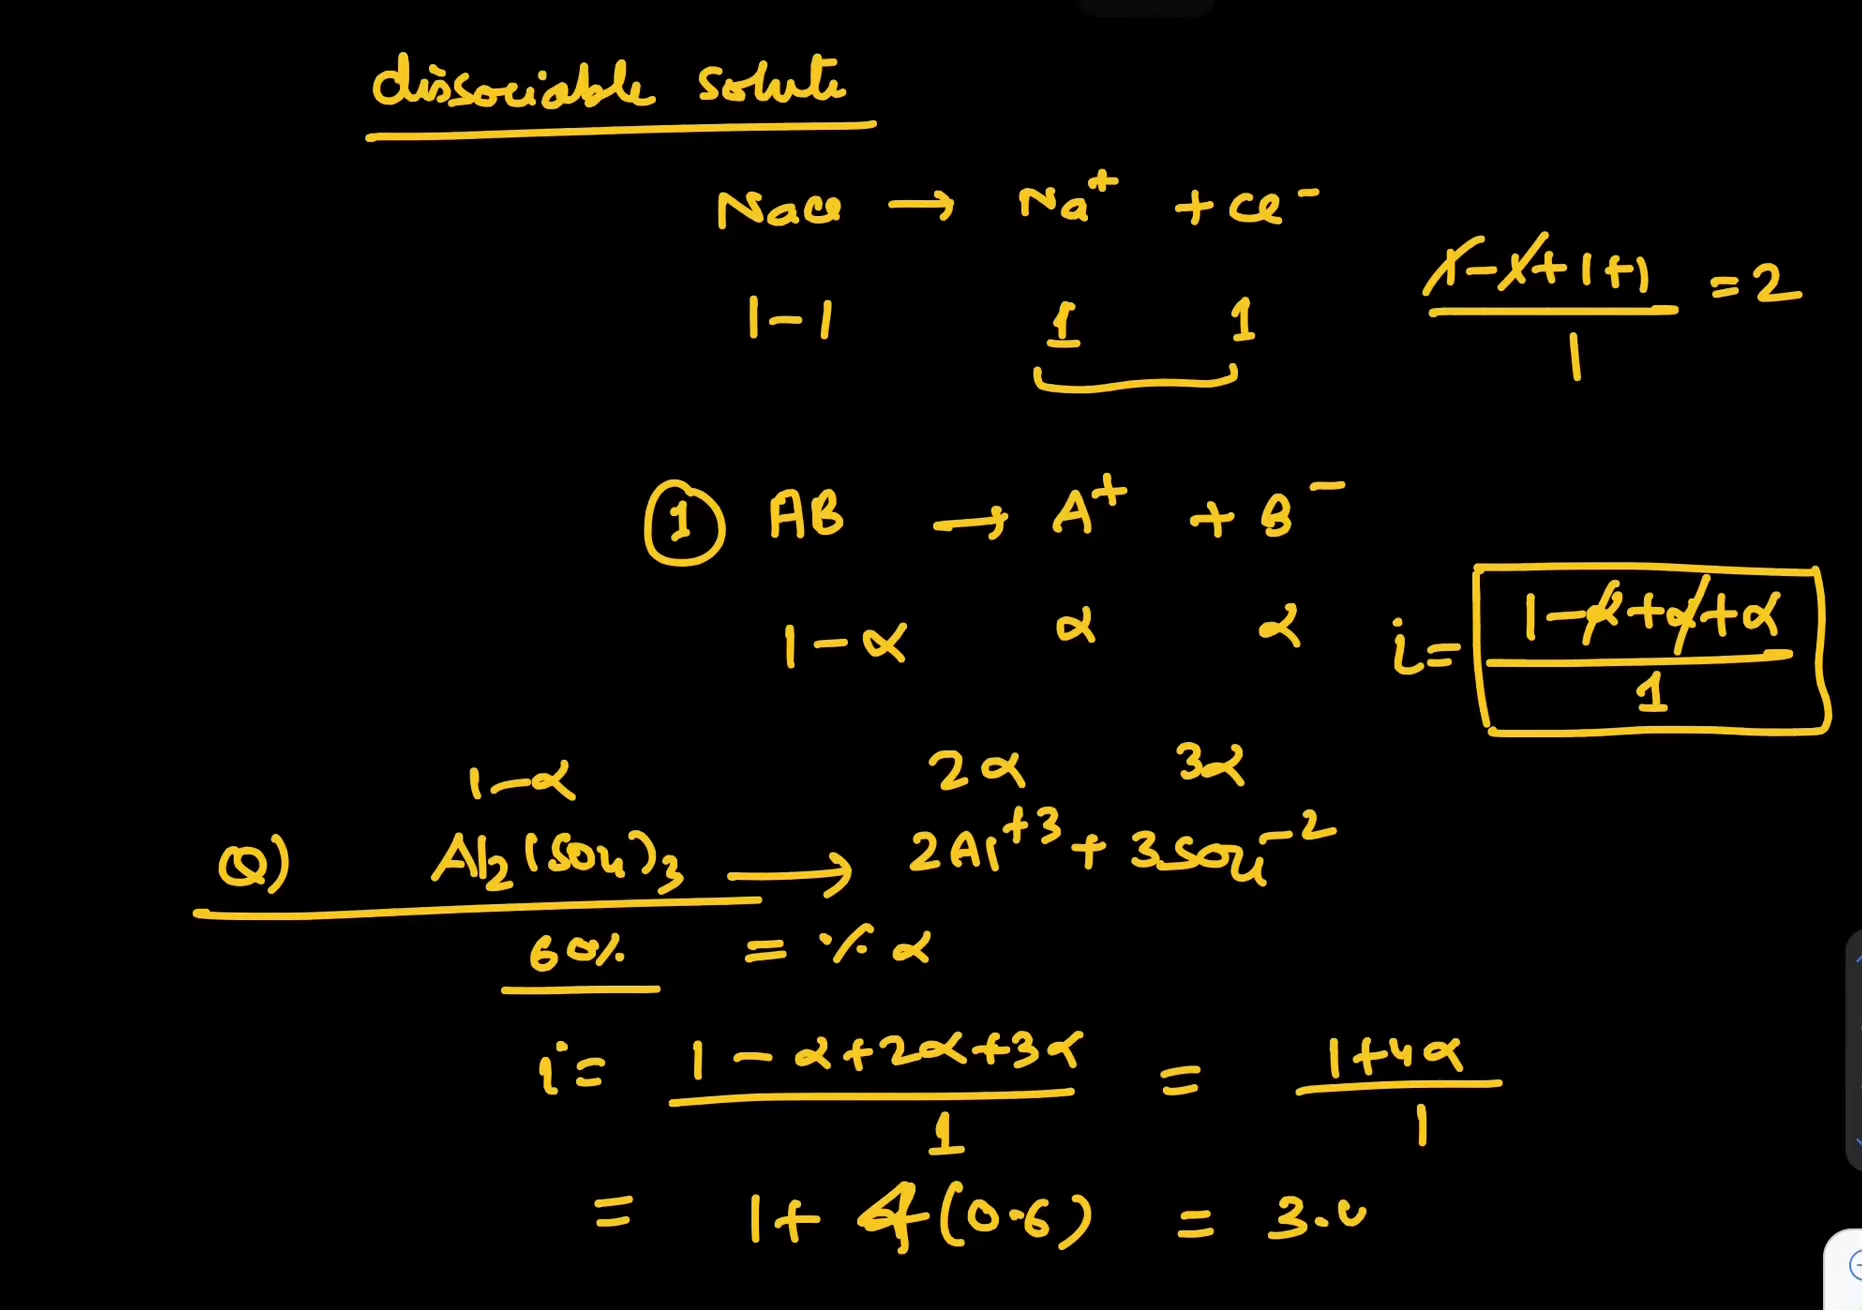 dissociable solute
NaCl → Na⁺ + Cl⁻
1-1 1 1
1-1+1+1 / 1 = 2
① AB → A⁺ + B⁻
1-α α α
i = 1-α+α+α / 1
1-α 2α 3α
Q) Al₂(SO₄)₃ → 2Al⁺³ + 3SO₄⁻²
60% = % α
i = 1-α+2α+3α / 1 = 1+4α / 1
= 1+ 4(0.6) = 3.4